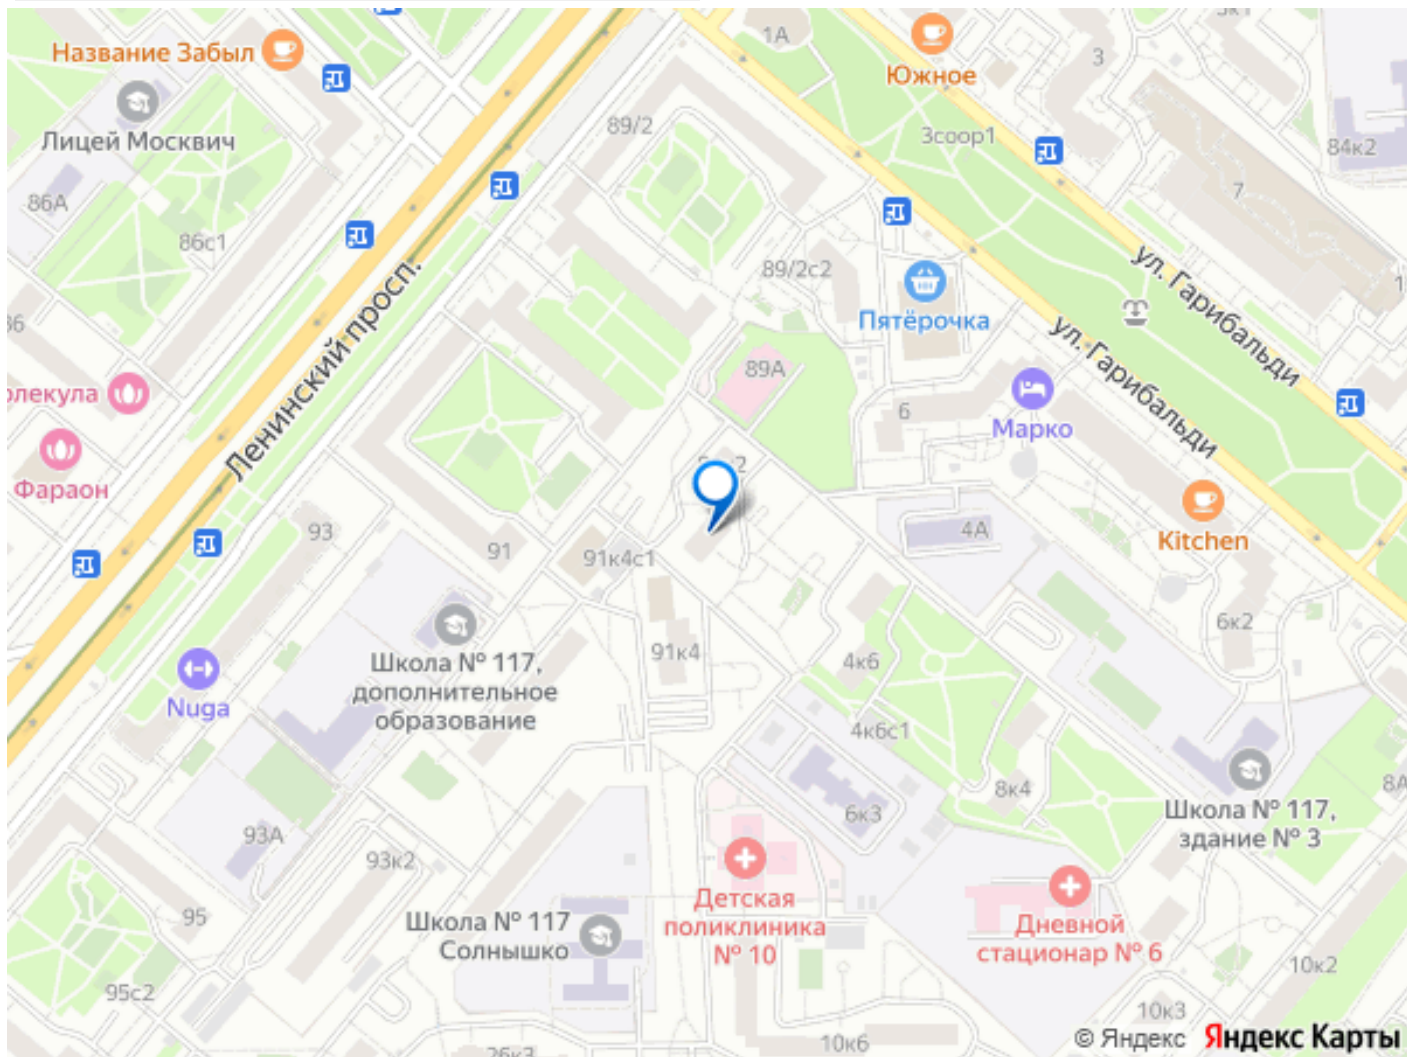 Название Забыл
Лицей Москвич
1А
Южное
3
89/2
3соор1
84к2
7
86А
86с1
ул. Гарибальди
89/2с2
Пятёрочка
ул. Гарибальди
Ленинский просп.
89А
6
Марко
Фараон
93
91
91к4с1
4А
Kitchen
6к2
Школа № 117,
дополнительное
образование
91к4
4к6
Nuga
4к6с1
6к3
8к4
Школа № 117,
здание № 3
93А
93к2
Детская
поликлиника
№ 10
Дневной
стационар № 6
Школа № 117
Солнышко
95
95с2
10к2
10к3
10к6
© Яндекс Яндекс Карты